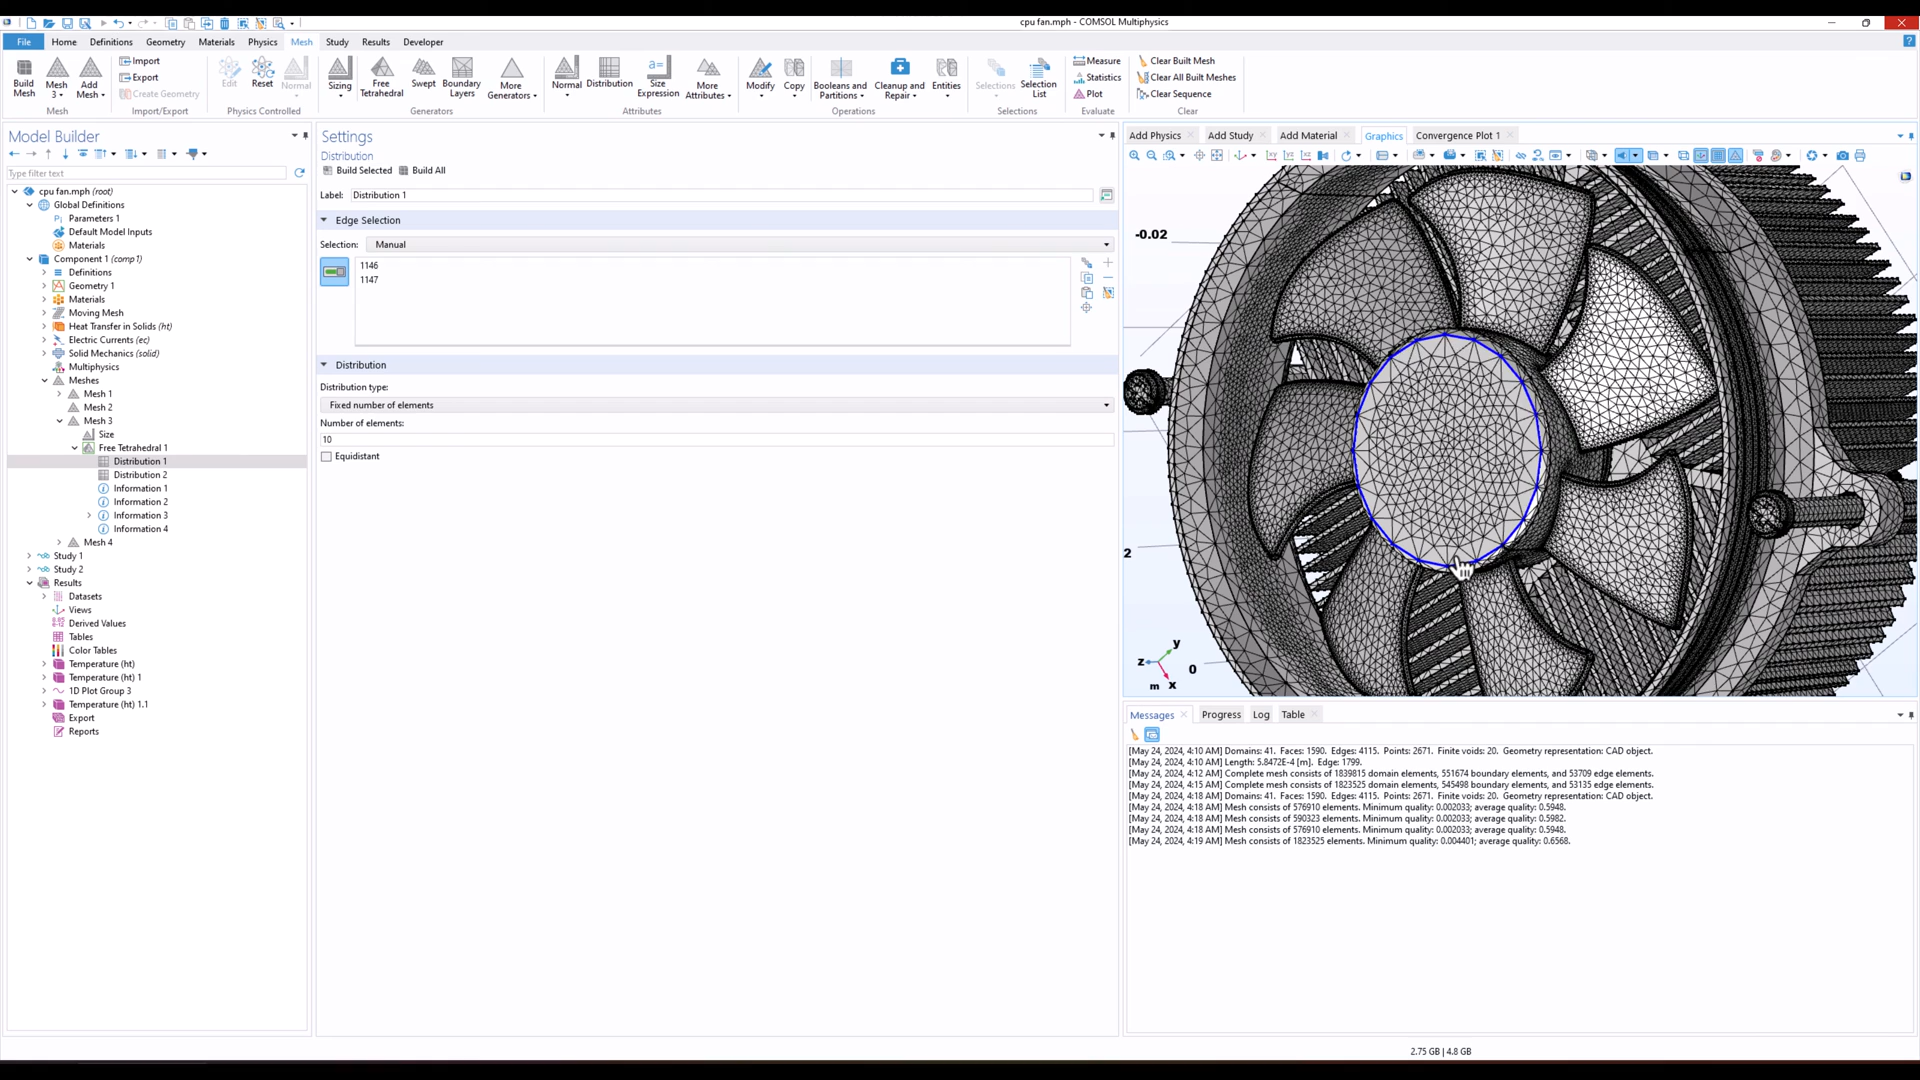 cpu fan.mph - COMSOL Multiphysics
File Home Definitions Geometry Materials Physics Mesh Study Results Developer
Build Mesh
Mesh 3
Add Mesh
Import
Export
Create Geometry
Edit
Reset
Normal
Sizing
Free Tetrahedral
Swept
Boundary Layers
More Generators
Normal
Distribution
Size Expression
More Attributes
Modify
Copy
Booleans and Partitions
Cleanup and Repair
Entities
Selections
Selection List
Measure
Statistics
Plot
Clear Built Mesh
Clear All Built Meshes
Clear Sequence
Mesh Import/Export Physics Controlled Generators Attributes Operations Selections Evaluate Clear
Model Builder
Type filter text
cpu fan.mph (root)
Global Definitions
Parameters 1
Default Model Inputs
Materials
Component 1 (comp1)
Definitions
Geometry 1
Materials
Moving Mesh
Heat Transfer in Solids (ht)
Electric Currents (ec)
Solid Mechanics (solid)
Multiphysics
Meshes
Mesh 1
Mesh 2
Mesh 3
Size
Free Tetrahedral 1
Distribution 1
Distribution 2
Information 1
Information 2
Information 3
Information 4
Mesh 4
Study 1
Study 2
Results
Datasets
Views
Derived Values
Tables
Color Tables
Temperature (ht)
Temperature (ht) 1
1D Plot Group 3
Temperature (ht) 1.1
Export
Reports
Settings
Distribution
Build Selected Build All
Label: Distribution 1
Edge Selection
Selection: Manual
1146
1147
Distribution
Distribution type:
Fixed number of elements
Number of elements:
10
Equidistant
Add Physics Add Study Add Material Graphics Convergence Plot 1
-0.02
2
0
y
z
m x
Messages Progress Log Table
[May 24, 2024, 4:10 AM] Domains: 41. Faces: 1590. Edges: 4115. Points: 2671. Finite voids: 20. Geometry representation: CAD object.
[May 24, 2024, 4:10 AM] Length: 5.8472E-4 [m]. Edge: 1799.
[May 24, 2024, 4:12 AM] Complete mesh consists of 1839815 domain elements, 551674 boundary elements, and 53709 edge elements.
[May 24, 2024, 4:15 AM] Complete mesh consists of 1823525 domain elements, 545498 boundary elements, and 53135 edge elements.
[May 24, 2024, 4:18 AM] Domains: 41. Faces: 1590. Edges: 4115. Points: 2671. Finite voids: 20. Geometry representation: CAD object.
[May 24, 2024, 4:18 AM] Mesh consists of 576910 elements. Minimum quality: 0.002033; average quality: 0.5948.
[May 24, 2024, 4:18 AM] Mesh consists of 590323 elements. Minimum quality: 0.002033; average quality: 0.5982.
[May 24, 2024, 4:18 AM] Mesh consists of 576910 elements. Minimum quality: 0.002033; average quality: 0.5948.
[May 24, 2024, 4:19 AM] Mesh consists of 1823525 elements. Minimum quality: 0.004401; average quality: 0.6568.
2.75 GB | 4.8 GB